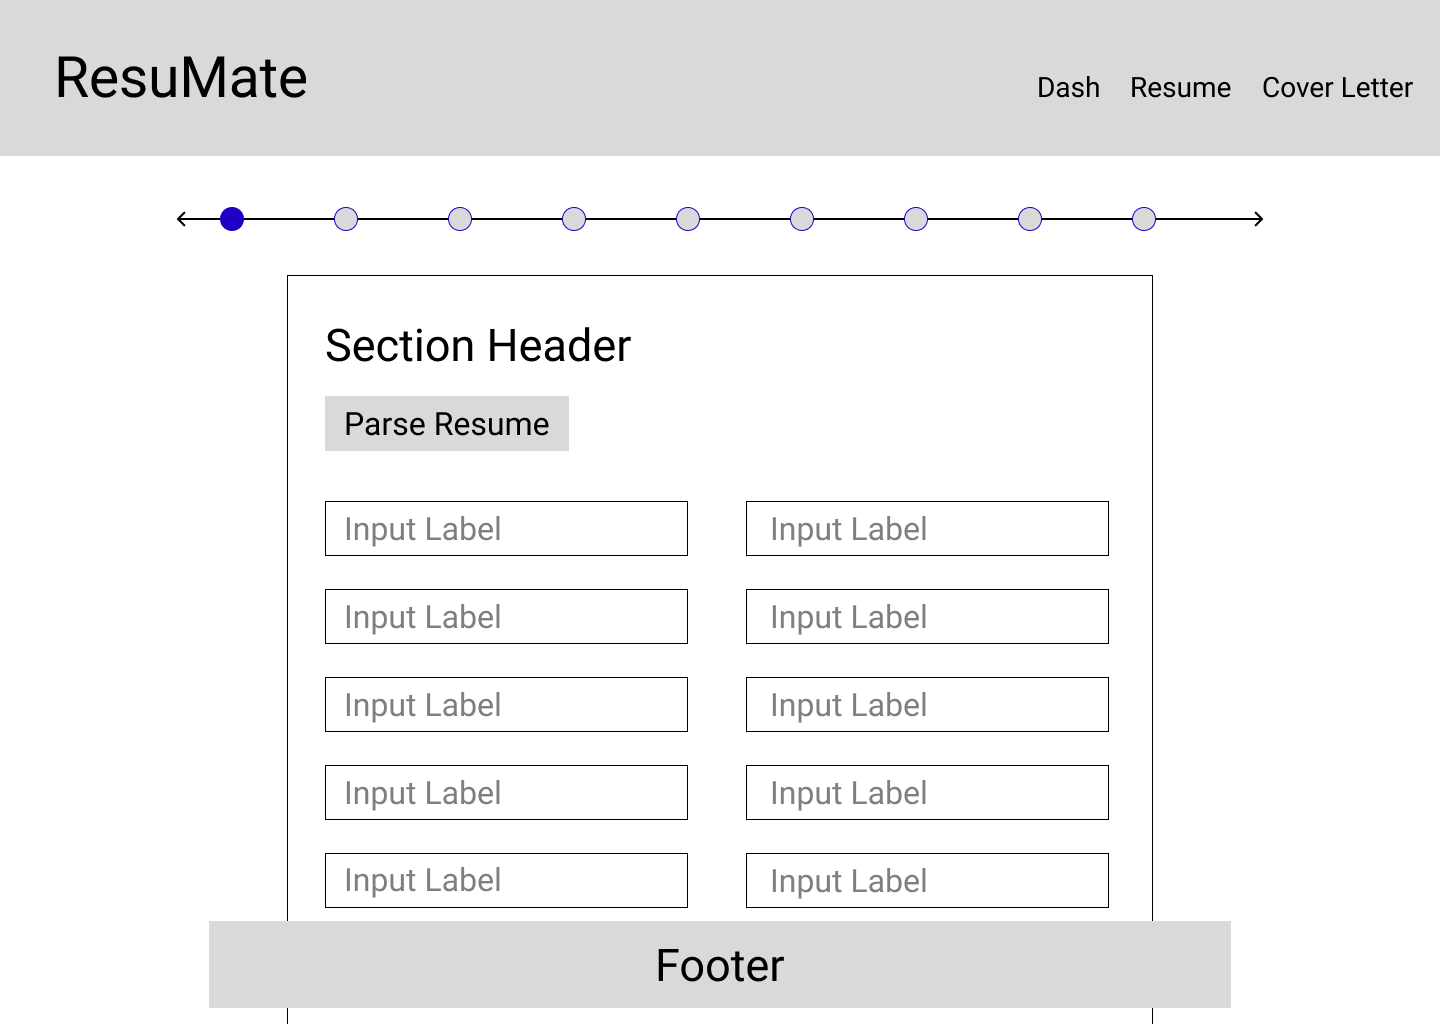 ResuMate
Dash Resume Cover Letter
Section Header
Parse Resume
Input Label Input Label
Input Label Input Label
Input Label Input Label
Input Label Input Label
Input Label Input Label
Footer